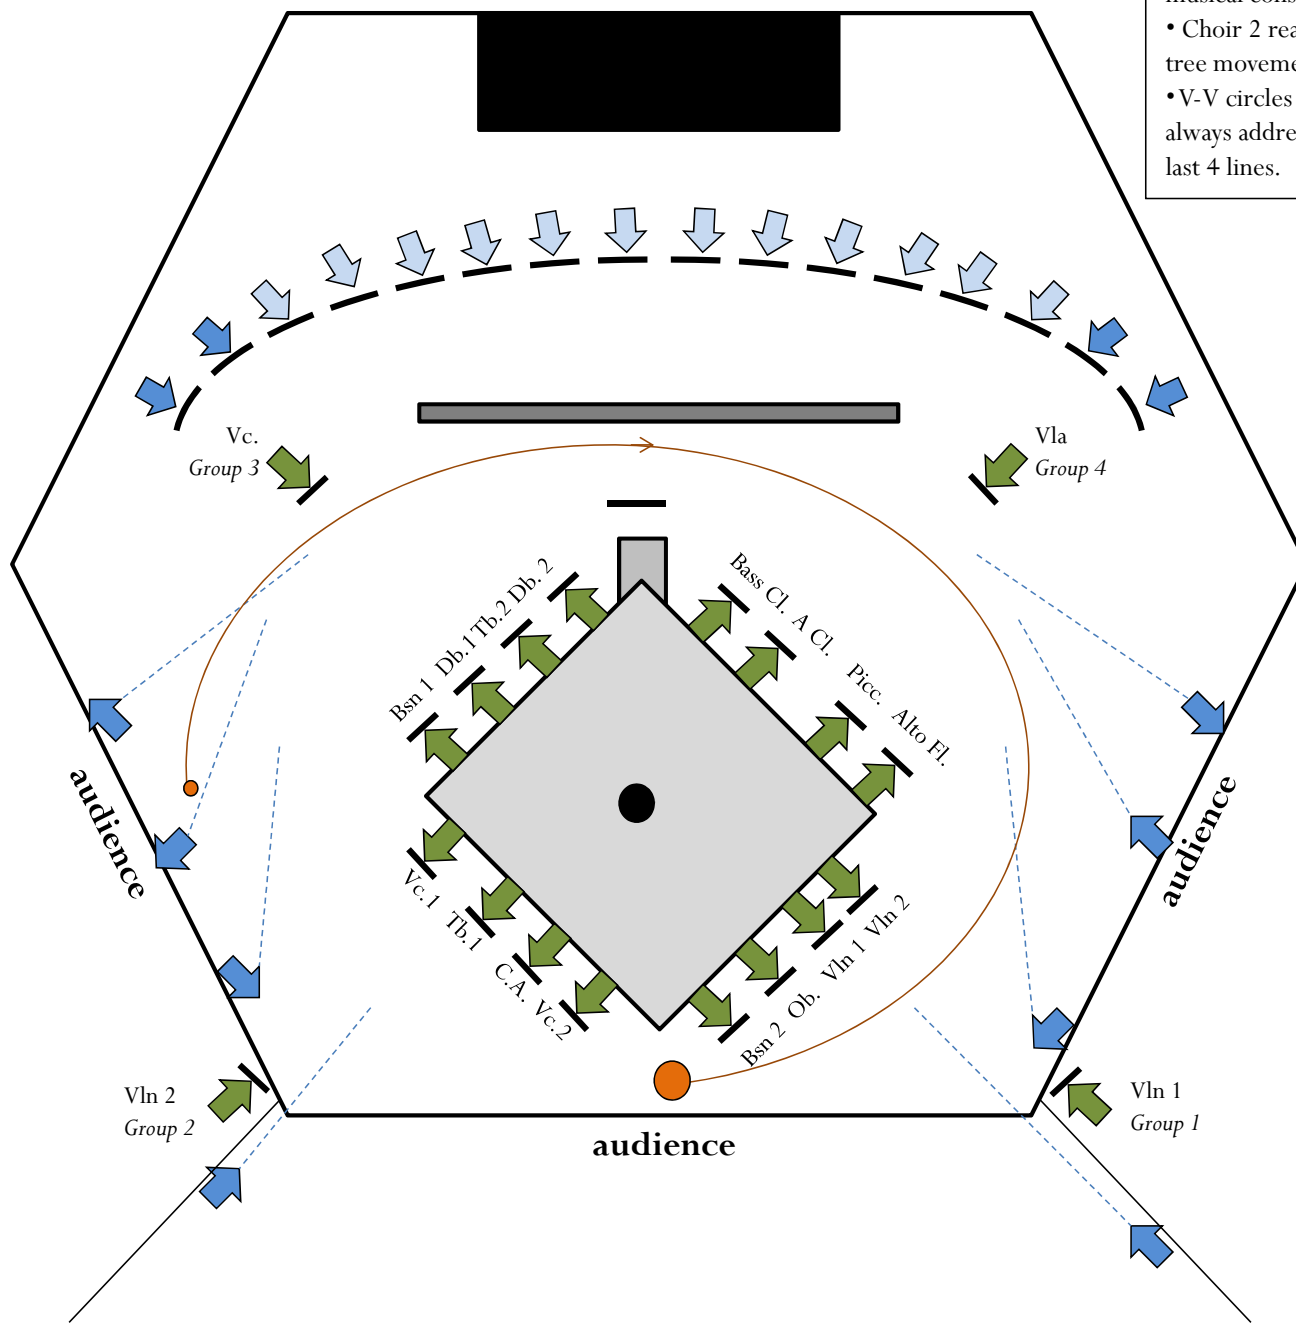 musical cons
• Choir 2 rea
tree moveme
•V-V circles
always addre
last 4 lines.
Vc.
Group 3
Vla
Group 4
Bsn 1 Db.1 Tb.2 Db. 2
Bass Cl. A Cl. Picc. Alto Fl.
audience
audience
Vc.1 Tb.1 C.A. Vc.2
Bsn 2 Ob. Vln 1 Vln 2
Vln 2
Group 2
Vln 1
Group 1
audience